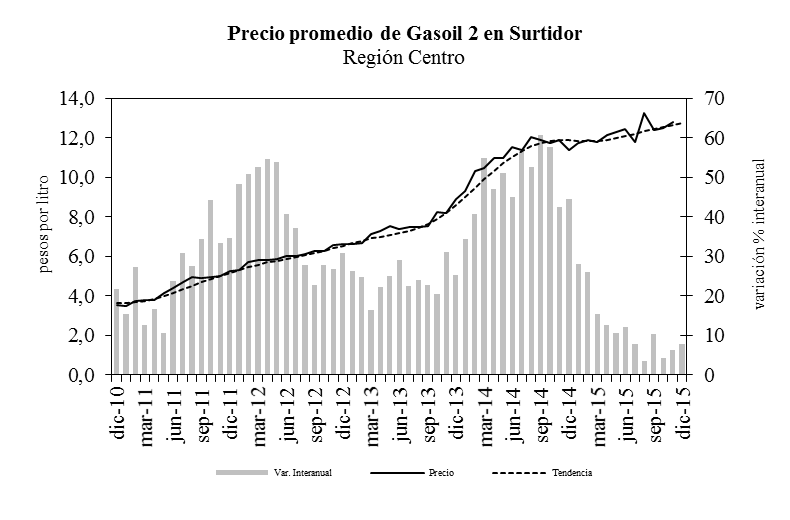 Precio promedio de Gasoil 2 en Surtidor
Región Centro
pesos por litro
14,0
12,0
10,0
8,0
6,0
4,0
2,0
0,0
70
60
50
40
30
20
10
0
variación % interanual
dic-10
mar-11
jun-11
sep-11
dic-11
mar-12
jun-12
sep-12
dic-12
mar-13
jun-13
sep-13
dic-13
mar-14
jun-14
sep-14
dic-14
mar-15
jun-15
sep-15
dic-15
Var. Interanual
Precio
Tendencia